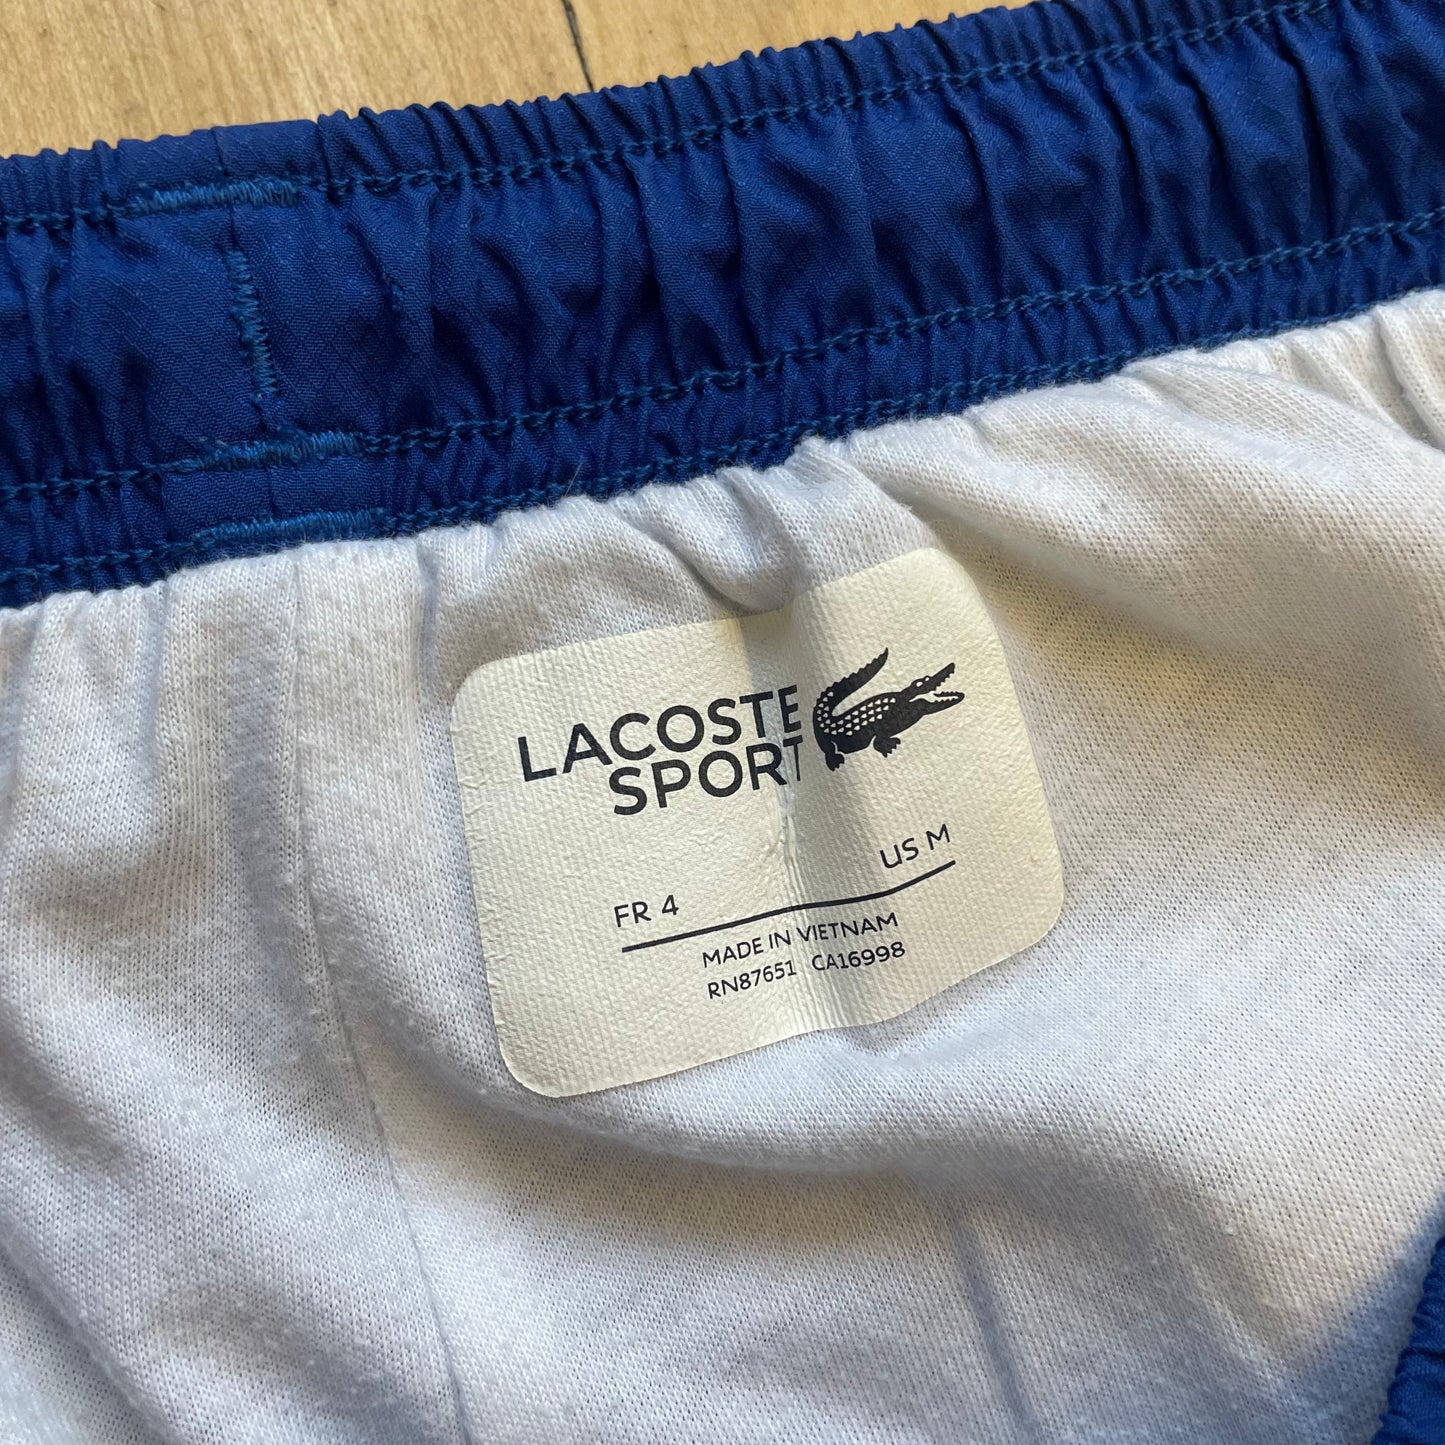 LACOSTE
SPORT
FR 4 US M
MADE IN VIETNAM
RN87651 CA16998